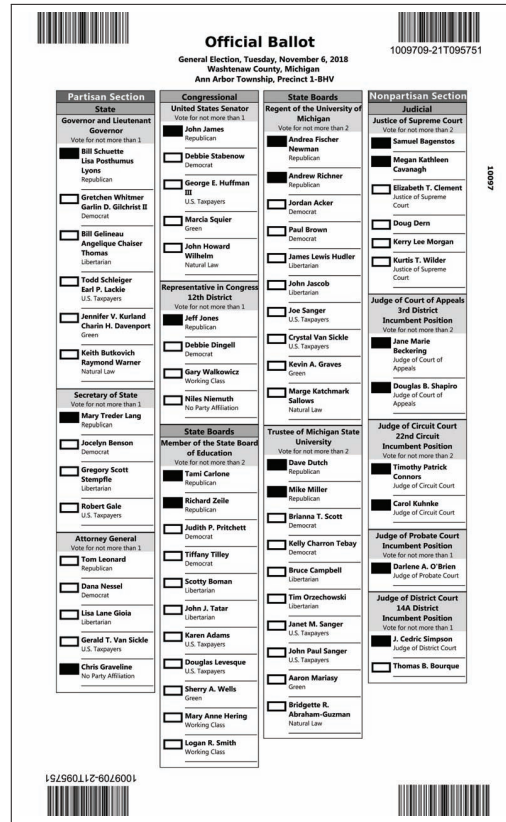 Official Ballot
1009709-21T095751
General Election, Tuesday, November 6, 2018
Washtenaw County, Michigan
Ann Arbor Township, Precinct 1-BHV
Partisan Section
State
Governor and Lieutenant
Governor
Vote for not more than 1
Bill Schuette
Lisa Posthumus
Lyons
Republican
Gretchen Whitmer
Garlin D. Gilchrist II
Democrat
Bill Gelineau
Angelique Chaiser
Thomas
Libertarian
Todd Schleiger
Earl P. Lackie
U.S. Taxpayers
Jennifer V. Kurland
Charin H. Davenport
Green
Keith Butkovich
Raymond Warner
Natural Law
Secretary of State
Vote for not more than 1
Mary Treder Lang
Republican
Jocelyn Benson
Democrat
Gregory Scott
Stempfle
Libertarian
Robert Gale
U.S. Taxpayers
Attorney General
Vote for not more than 1
Tom Leonard
Republican
Dana Nessel
Democrat
Lisa Lane Gioia
Libertarian
Gerald T. Van Sickle
U.S. Taxpayers
Chris Graveline
No Party Affiliation
Congressional
United States Senator
Vote for not more than 1
John James
Republican
Debbie Stabenow
Democrat
George E. Huffman
III
U.S. Taxpayers
Marcia Squier
Green
John Howard
Wilhelm
Natural Law
Representative in Congress
12th District
Vote for not more than 1
Jeff Jones
Republican
Debbie Dingell
Democrat
Gary Walkowicz
Working Class
Niles Niemuth
No Party Affiliation
State Boards
Member of the State Board
of Education
Vote for not more than 2
Tami Carlone
Republican
Richard Zeile
Republican
Judith P. Pritchett
Democrat
Tiffany Tilley
Democrat
Scotty Boman
Libertarian
John J. Tatar
Libertarian
Karen Adams
U.S. Taxpayers
Douglas Levesque
U.S. Taxpayers
Sherry A. Wells
Green
Mary Anne Hering
Working Class
Logan R. Smith
Working Class
State Boards
Regent of the University of
Michigan
Vote for not more than 2
Andrea Fischer
Newman
Republican
Andrew Richner
Republican
Jordan Acker
Democrat
Paul Brown
Democrat
James Lewis Hudler
Libertarian
John Jascob
Libertarian
Joe Sanger
U.S. Taxpayers
Crystal Van Sickle
U.S. Taxpayers
Kevin A. Graves
Green
Marge Katchmark
Sallows
Natural Law
Trustee of Michigan State
University
Vote for not more than 2
Dave Dutch
Republican
Mike Miller
Republican
Brianna T. Scott
Democrat
Kelly Charron Tebay
Democrat
Bruce Campbell
Libertarian
Tim Orzechowski
Libertarian
Janet M. Sanger
U.S. Taxpayers
John Paul Sanger
U.S. Taxpayers
Aaron Mariasy
Green
Bridgette R.
Abraham-Guzman
Natural Law
Nonpartisan Section
Judicial
Justice of Supreme Court
Vote for not more than 2
Samuel Bagenstos
Megan Kathleen
Cavanagh
Elizabeth T. Clement
Justice of Supreme
Court
Doug Dern
Kerry Lee Morgan
Kurtis T. Wilder
Justice of Supreme
Court
Judge of Court of Appeals
3rd District
Incumbent Position
Vote for not more than 2
Jane Marie
Beckering
Judge of Court of
Appeals
Douglas B. Shapiro
Judge of Court of
Appeals
Judge of Circuit Court
22nd Circuit
Incumbent Position
Vote for not more than 2
Timothy Patrick
Connors
Judge of Circuit Court
Carol Kuhnke
Judge of Circuit Court
Judge of Probate Court
Incumbent Position
Vote for not more than 1
Darlene A. O'Brien
Judge of Probate Court
Judge of District Court
14A District
Incumbent Position
Vote for not more than 1
J. Cedric Simpson
Judge of District Court
Thomas B. Bourque
10097
1009709-21T095751